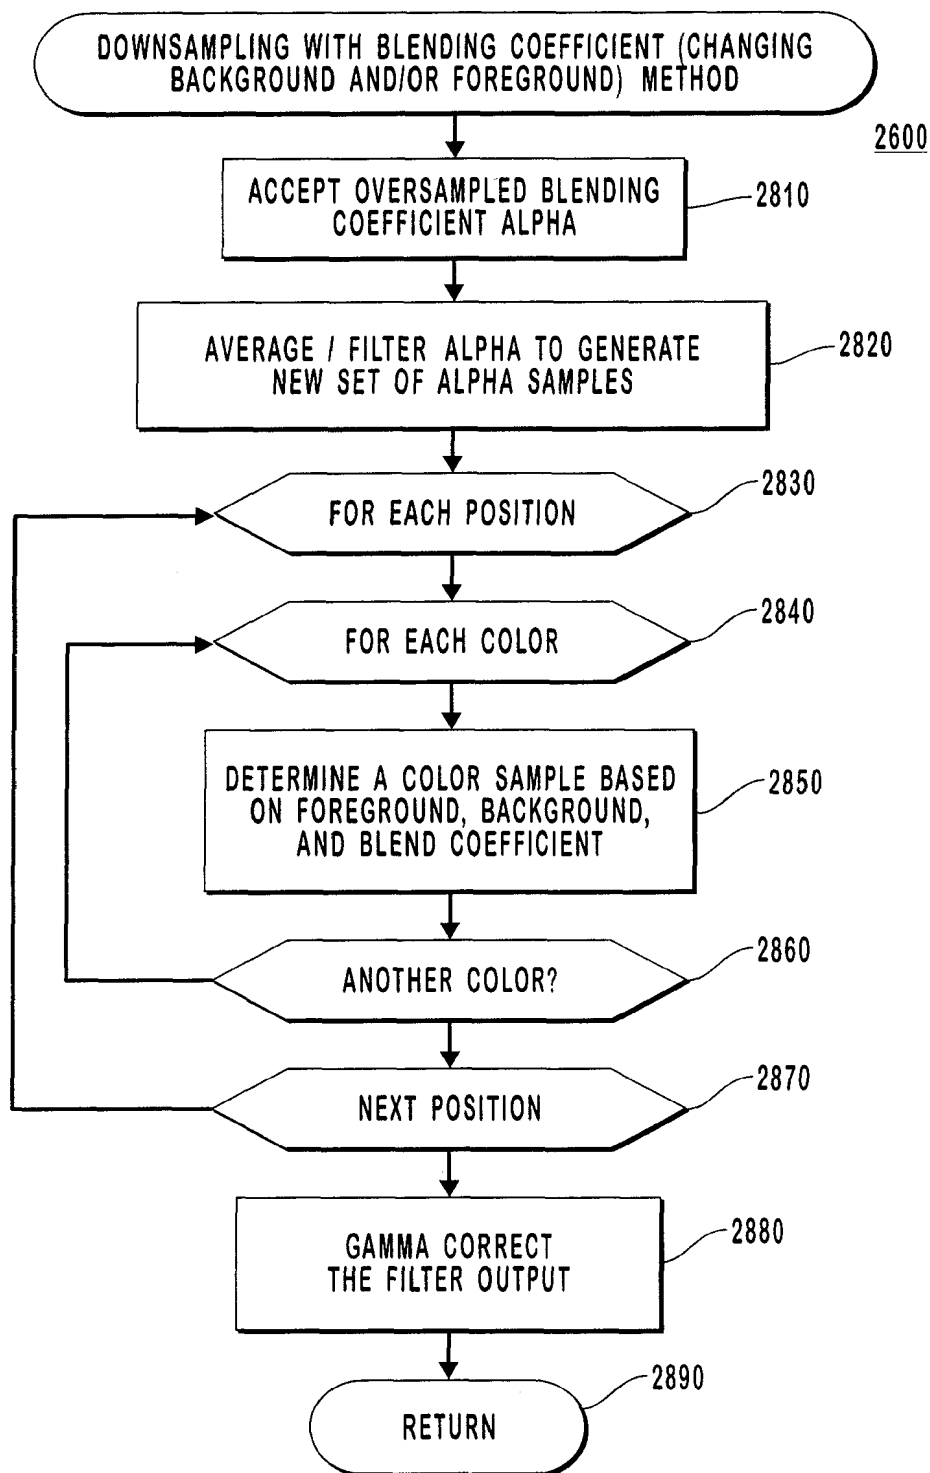 DOWNSAMPLING WITH BLENDING COEFFICIENT (CHANGING
BACKGROUND AND/OR FOREGROUND) METHOD
2600
ACCEPT OVERSAMPLED BLENDING
COEFFICIENT ALPHA
2810
AVERAGE / FILTER ALPHA TO GENERATE
NEW SET OF ALPHA SAMPLES
2820
FOR EACH POSITION
2830
FOR EACH COLOR
2840
DETERMINE A COLOR SAMPLE BASED
ON FOREGROUND, BACKGROUND,
AND BLEND COEFFICIENT
2850
ANOTHER COLOR?
2860
NEXT POSITION
2870
GAMMA CORRECT
THE FILTER OUTPUT
2880
RETURN
2890